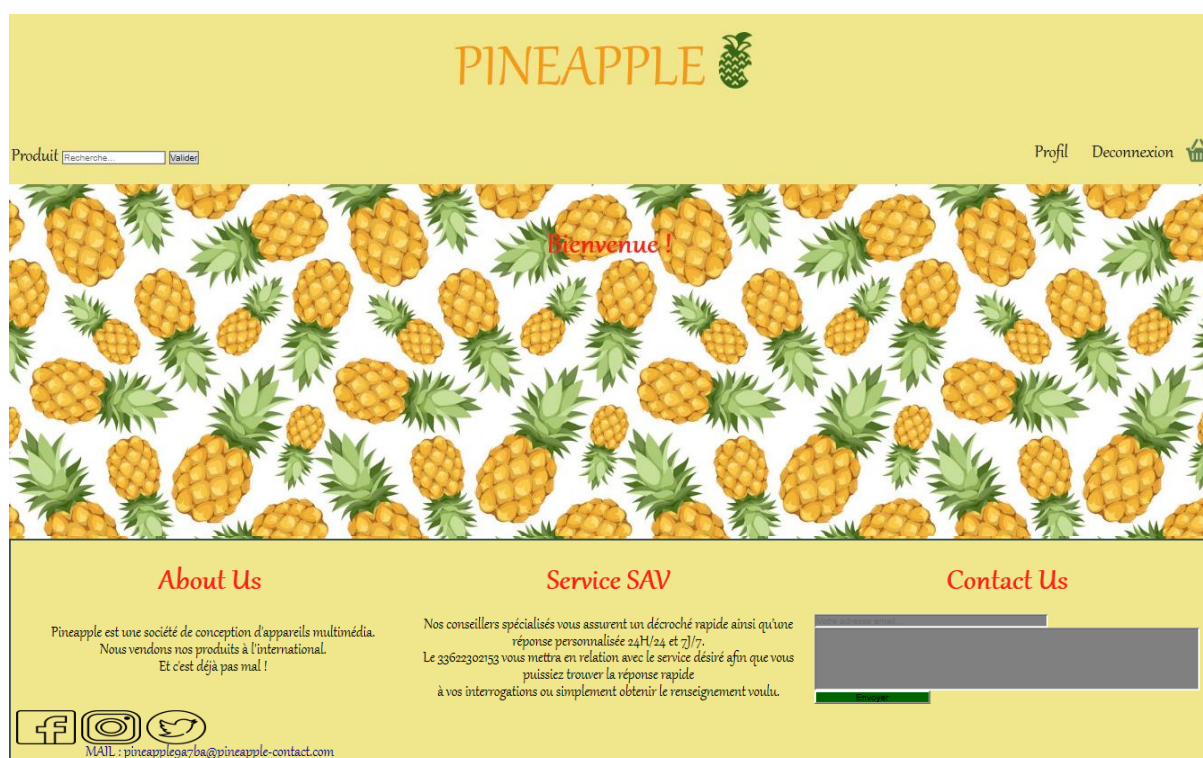 PINEAPPLE
Produit Recherche... Valider
Profil Deconnexion
Bienvenue !
About Us
Pineapple est une société de conception d'appareils multimédia.
Nous vendons nos produits à l'international.
Et c'est déjà pas mal !
Service SAV
Nos conseillers spécialisés vous assurent un décroché rapide ainsi qu'une
réponse personnalisée 24H/24 et 7J/7.
Le 33622302153 vous mettra en relation avec le service désiré afin que vous
puissiez trouver la réponse rapide
à vos interrogations ou simplement obtenir le renseignement voulu.
Contact Us
Votre adresse email...
Envoyer
MAIL : pineapple9a7ba@pineapple-contact.com